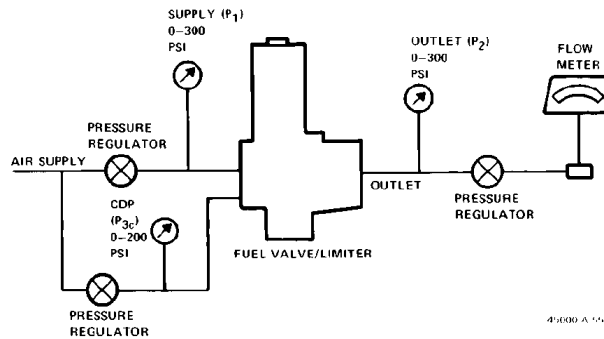 SUPPLY (P1)
0–300
PSI
OUTLET (P2)
0–300
PSI
FLOW
METER
PRESSURE
REGULATOR
AIR SUPPLY
CDP
(P3c)
0–200
PSI
OUTLET
PRESSURE
REGULATOR
FUEL VALVE/LIMITER
PRESSURE
REGULATOR